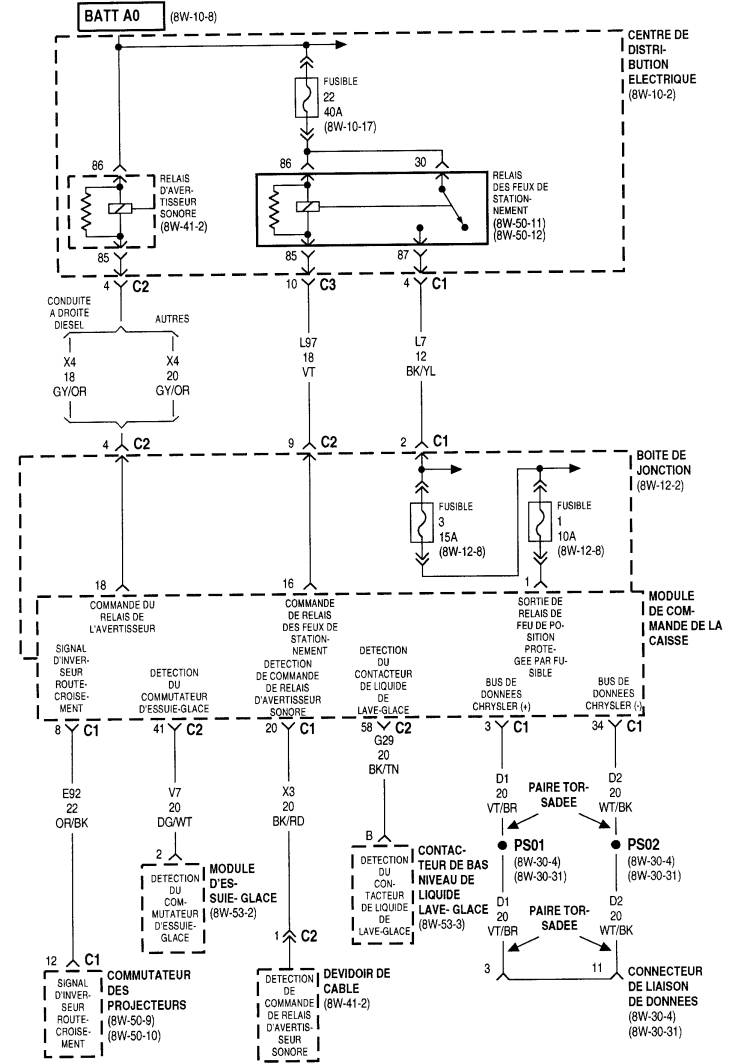 BATT A0
(8W-10-8)
CENTRE DE
DISTRI-
BUTION
ELECTRIQUE
(8W-10-2)
FUSIBLE
22
40A
(8W-10-17)
86
86
30
RELAIS
D'AVER-
TISSEUR
SONORE
(8W-41-2)
RELAIS
DES FEUX DE
STATION-
NEMENT
(8W-50-11)
(8W-50-12)
85
85
87
4
C2
10
C3
4
C1
CONDUITE
A DROITE
DIESEL
AUTRES
X4
18
GY/OR
X4
20
GY/OR
L97
18
VT
L7
12
BK/YL
4
C2
9
C2
2
C1
BOITE DE
JONCTION
(8W-12-2)
FUSIBLE
3
15A
(8W-12-8)
FUSIBLE
1
10A
(8W-12-8)
18
16
1
COMMANDE DU
RELAIS DE
L'AVERTISSEUR
COMMANDE
DE RELAIS
DES FEUX DE
STATION-
NEMENT
SORTIE DE
RELAIS DE
FEU DE PO-
SITION
PROTE-
GEE PAR FU-
SIBLE
MODULE
DE COM-
MANDE DE LA
CAISSE
SIGNAL
D'INVER-
SEUR
ROUTE-
CROISE-
MENT
DETECTION
DU
COMMUTATEUR
D'ESSUIE-GLACE
DETECTION
DE COMMANDE
DE RELAIS
D'AVERTISSEUR
SONORE
DETECTION
DU
CONTACTEUR
DE LIQUIDE
DE
LAVE-GLACE
BUS DE
DONNEES
CHRYSLER (+)
BUS DE
DONNEES
CHRYSLER (-)
8
C1
41
C2
20
C1
58
C2
3
C1
34
C1
E92
22
OR/BK
V7
20
DG/WT
X3
20
BK/RD
G29
20
BK/TN
D1
20
VT/BR
PAIRE TOR-
SADEE
D2
20
WT/BK
PS01
(8W-30-4)
(8W-30-31)
PS02
(8W-30-4)
(8W-30-31)
2
DETECTION
DU
COM-
MUTATEUR
D'ESSUIE-
GLACE
MODULE
D'ES-
SUIE- GLACE
(8W-53-2)
B
DETECTION
DU
CON-
TACTEUR
DE LIQUIDE
DE
LAVE-GLACE
CONTAC-
TEUR DE BAS
NIVEAU DE
LIQUIDE
LAVE- GLACE
(8W-53-3)
D1
20
VT/BR
PAIRE TOR-
SADEE
D2
20
WT/BK
12
C1
SIGNAL
D'INVER-
SEUR
ROUTE-
CROISE-
MENT
COMMUTATEUR
DES
PROJECTEURS
(8W-50-9)
(8W-50-10)
1
C2
DETECTION
DE
COMMANDE
DE RELAIS
D'AVERTIS-
SEUR
SONORE
DEVIDOIR DE
CABLE
(8W-41-2)
3
11
CONNECTEUR
DE LIAISON
DE DONNEES
(8W-30-4)
(8W-30-31)